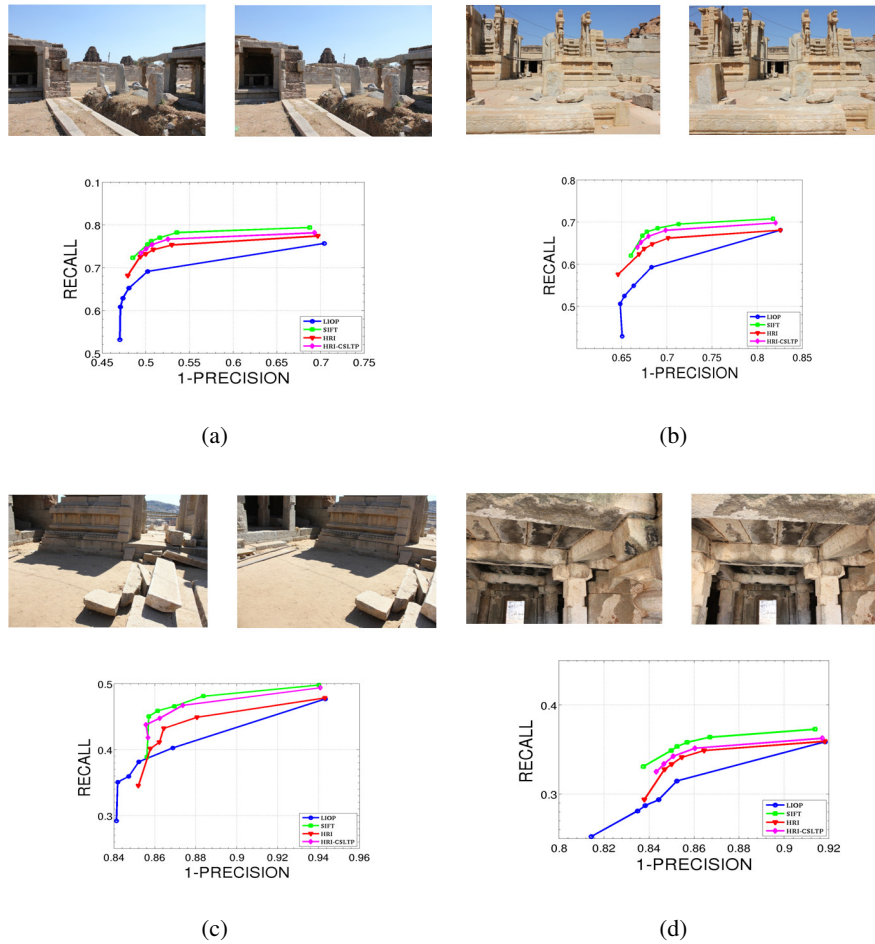 0.1
0.8
0.7
0.6
0.5
RECALL
0.45 0.5 0.55 0.6 0.65 0.7 0.75
1-PRECISION
LIOP
SIFT
HRI
HRI-CSLTP
(a)
0.8
0.7
0.6
0.5
RECALL
0.65 0.7 0.75 0.8 0.85
1-PRECISION
LIOP
SIFT
HRI
HRI-CSLTP
(b)
0.5
0.4
0.3
RECALL
0.84 0.86 0.88 0.9 0.92 0.94 0.96
1-PRECISION
LIOP
SIFT
HRI
HRI-CSLTP
(c)
0.4
0.3
RECALL
0.8 0.82 0.84 0.86 0.88 0.9 0.92
1-PRECISION
LIOP
SIFT
HRI
HRI-CSLTP
(d)